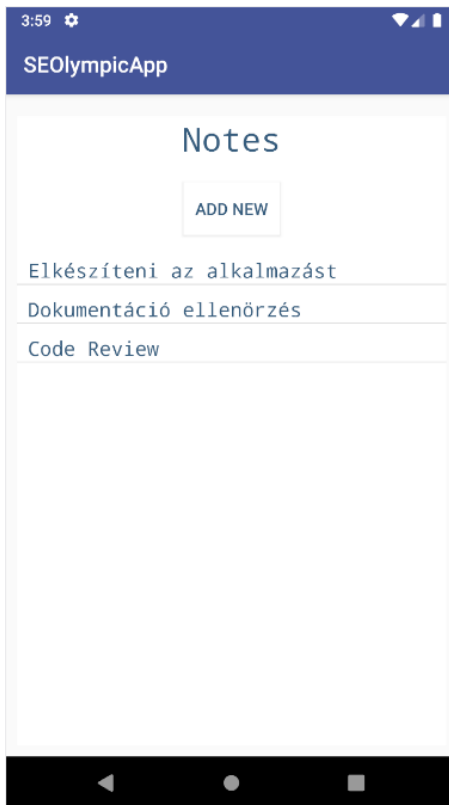 3:59
SEOlympicApp
Notes
ADD NEW
Elkészíteni az alkalmazást
Dokumentáció ellenörzés
Code Review